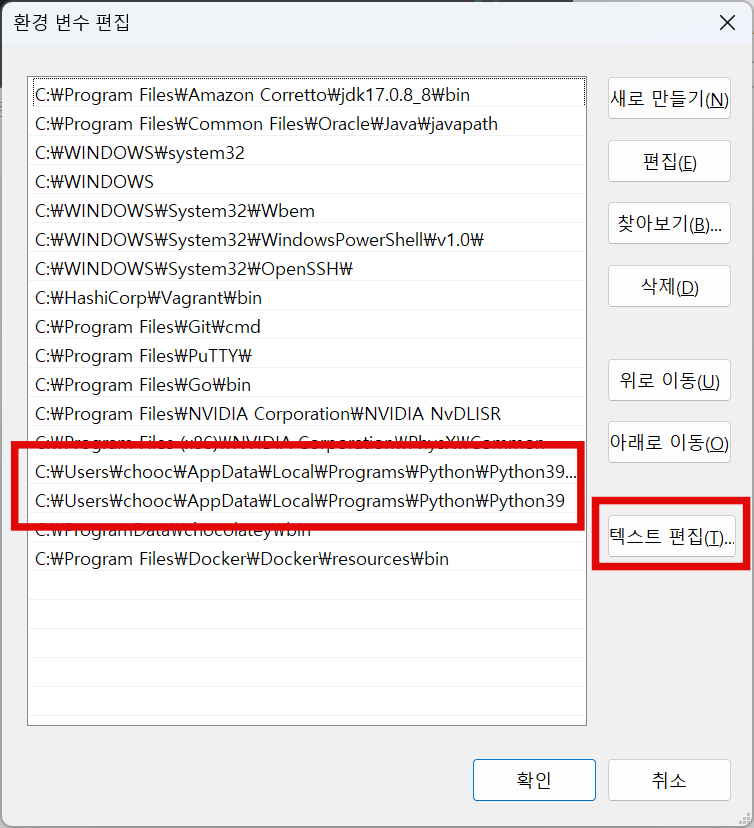 환경 변수 편집
C:₩Program Files₩Amazon Corretto₩jdk17.0.8_8₩bin
C:₩Program Files₩Common Files₩Oracle₩Java₩javapath
C:₩WINDOWS₩system32
C:₩WINDOWS
C:₩WINDOWS₩System32₩Wbem
C:₩WINDOWS₩System32₩WindowsPowerShell₩v1.0₩
C:₩WINDOWS₩System32₩OpenSSH₩
C:₩HashiCorp₩Vagrant₩bin
C:₩Program Files₩Git₩cmd
C:₩Program Files₩PuTTY₩
C:₩Program Files₩Go₩bin
C:₩Program Files₩NVIDIA Corporation₩NVIDIA NvDLISR
C:₩Program Files (x86)₩NVIDIA Corporation₩PhysX₩Common
C:₩Users₩chooc₩AppData₩Local₩Programs₩Python₩Python39...
C:₩Users₩chooc₩AppData₩Local₩Programs₩Python₩Python39
C:₩ProgramData₩chocolatey₩bin
C:₩Program Files₩Docker₩Docker₩resources₩bin
새로 만들기(N)
편집(E)
찾아보기(B)...
삭제(D)
위로 이동(U)
아래로 이동(O)
텍스트 편집(T)...
확인
취소